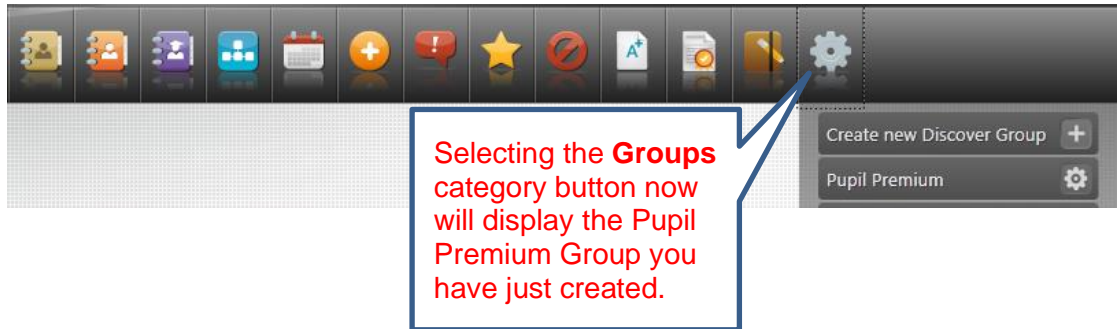 A+
Create new Discover Group
Pupil Premium
Selecting the Groups
category button now
will display the Pupil
Premium Group you
have just created.